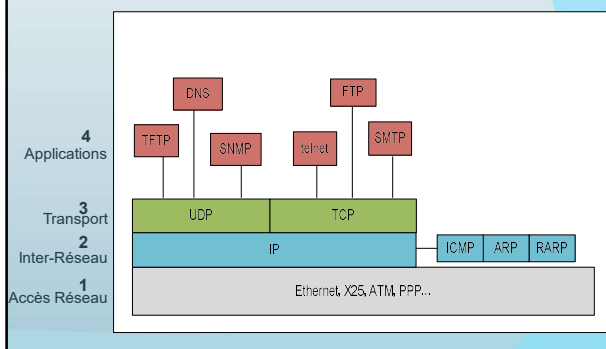 DNS
FTP
4
Applications
TFTP
SNMP
telnet
SMTP
3
Transport
UDP
TCP
2
Inter-Réseau
IP
ICMP
ARP
RARP
1
Accès Réseau
Ethernet, X25, ATM, PPP...